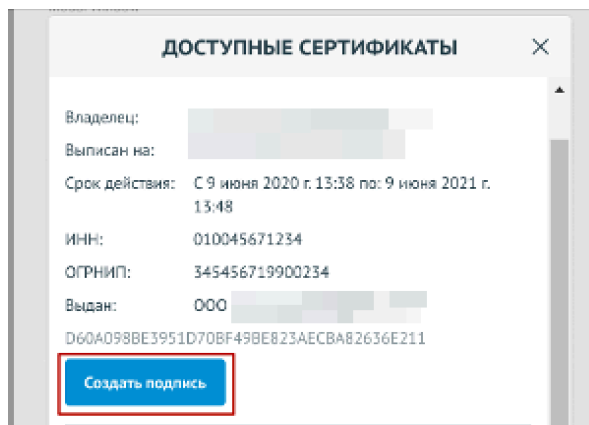 ДОСТУПНЫЕ СЕРТИФИКАТЫ
Владелец:
Выписан на:
Срок действия: С 9 июня 2020 г. 13:38 по: 9 июня 2021 г.
13:48
ИНН: 010045671234
ОГРНИП: 345456719900234
Выдан: ООО
D60A098BE3951D70BF49BE823AECBA82636E211
Создать подпись